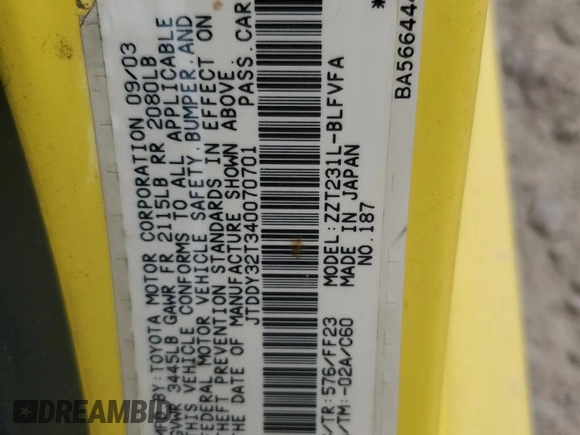 MFD BY:TOYOTA MOTOR CORPORATION 09/03
GVWR 3445LB GAWR FR 2115LB RR 2080LB
THIS VEHICLE CONFORMS TO ALL APPLICABLE
FEDERAL MOTOR VEHICLE SAFETY,BUMPER,AND
THEFT PREVENTION STANDARDS IN EFFECT ON
THE DATE OF MANUFACTURE SHOWN ABOVE.
JTDDY32T340070701 PASS.CAR
*
/TR:576/FF23 MODEL:ZZT231L-BLFVFA
/TM:-02A/C60 MADE IN JAPAN
NO.187
BA56644
DREAMBID